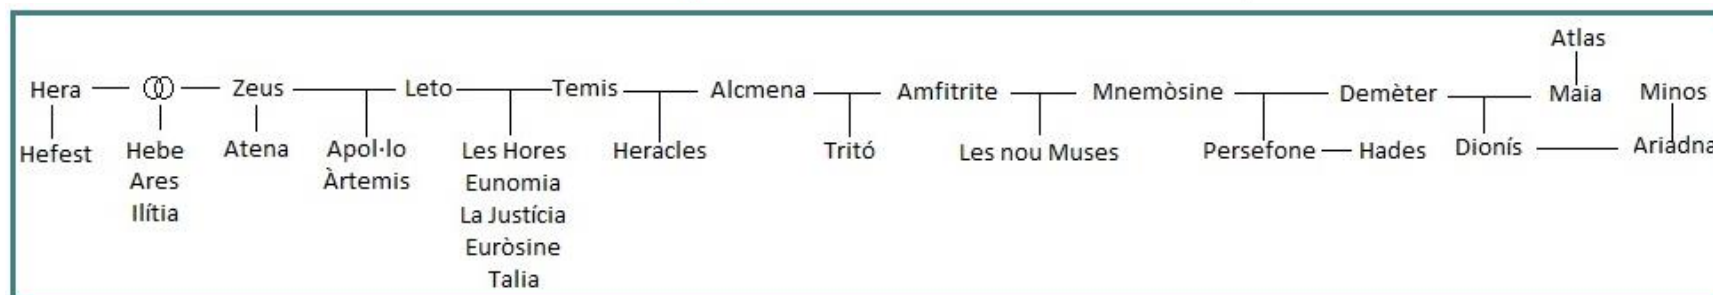 Atlas
Hera Zeus Leto Temis Alcmena Amfitrite Mnemòsine Demèter Maia Minos
Hefest Hebe Atena Apol·lo Les Hores Heracles Tritó Les nou Muses Persefone Hades Dionís Ariadna
Ares Àrtemis Eunomia
Ilítia La Justícia
Euròsine
Talia